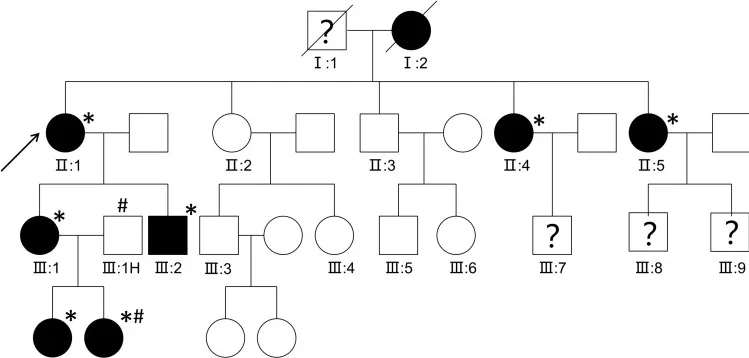 ?
Ⅰ:1 Ⅰ:2
* * *
Ⅱ:1 Ⅱ:2 Ⅱ:3 Ⅱ:4 Ⅱ:5
* # *
? ? ?
Ⅲ:1 Ⅲ:1H Ⅲ:2 Ⅲ:3 Ⅲ:4 Ⅲ:5 Ⅲ:6 Ⅲ:7 Ⅲ:8 Ⅲ:9
* *#